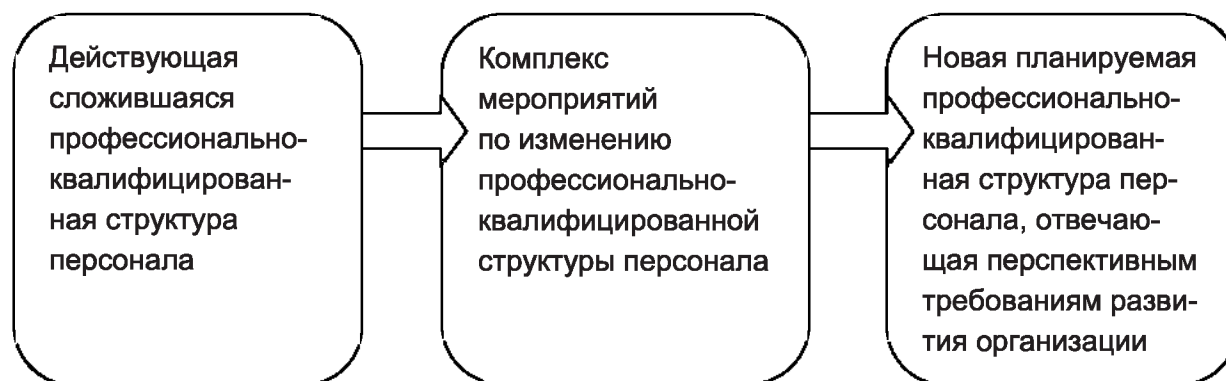 Действующая
сложившаяся
профессионально-
квалифицирован-
ная структура
персонала
Комплекс
мероприятий
по изменению
профессионально-
квалифицированной
структуры персонала
Новая планируемая
профессионально-
квалифицирован-
ная структура пер-
сонала, отвечаю-
щая перспективным
требованиям разви-
тия организации